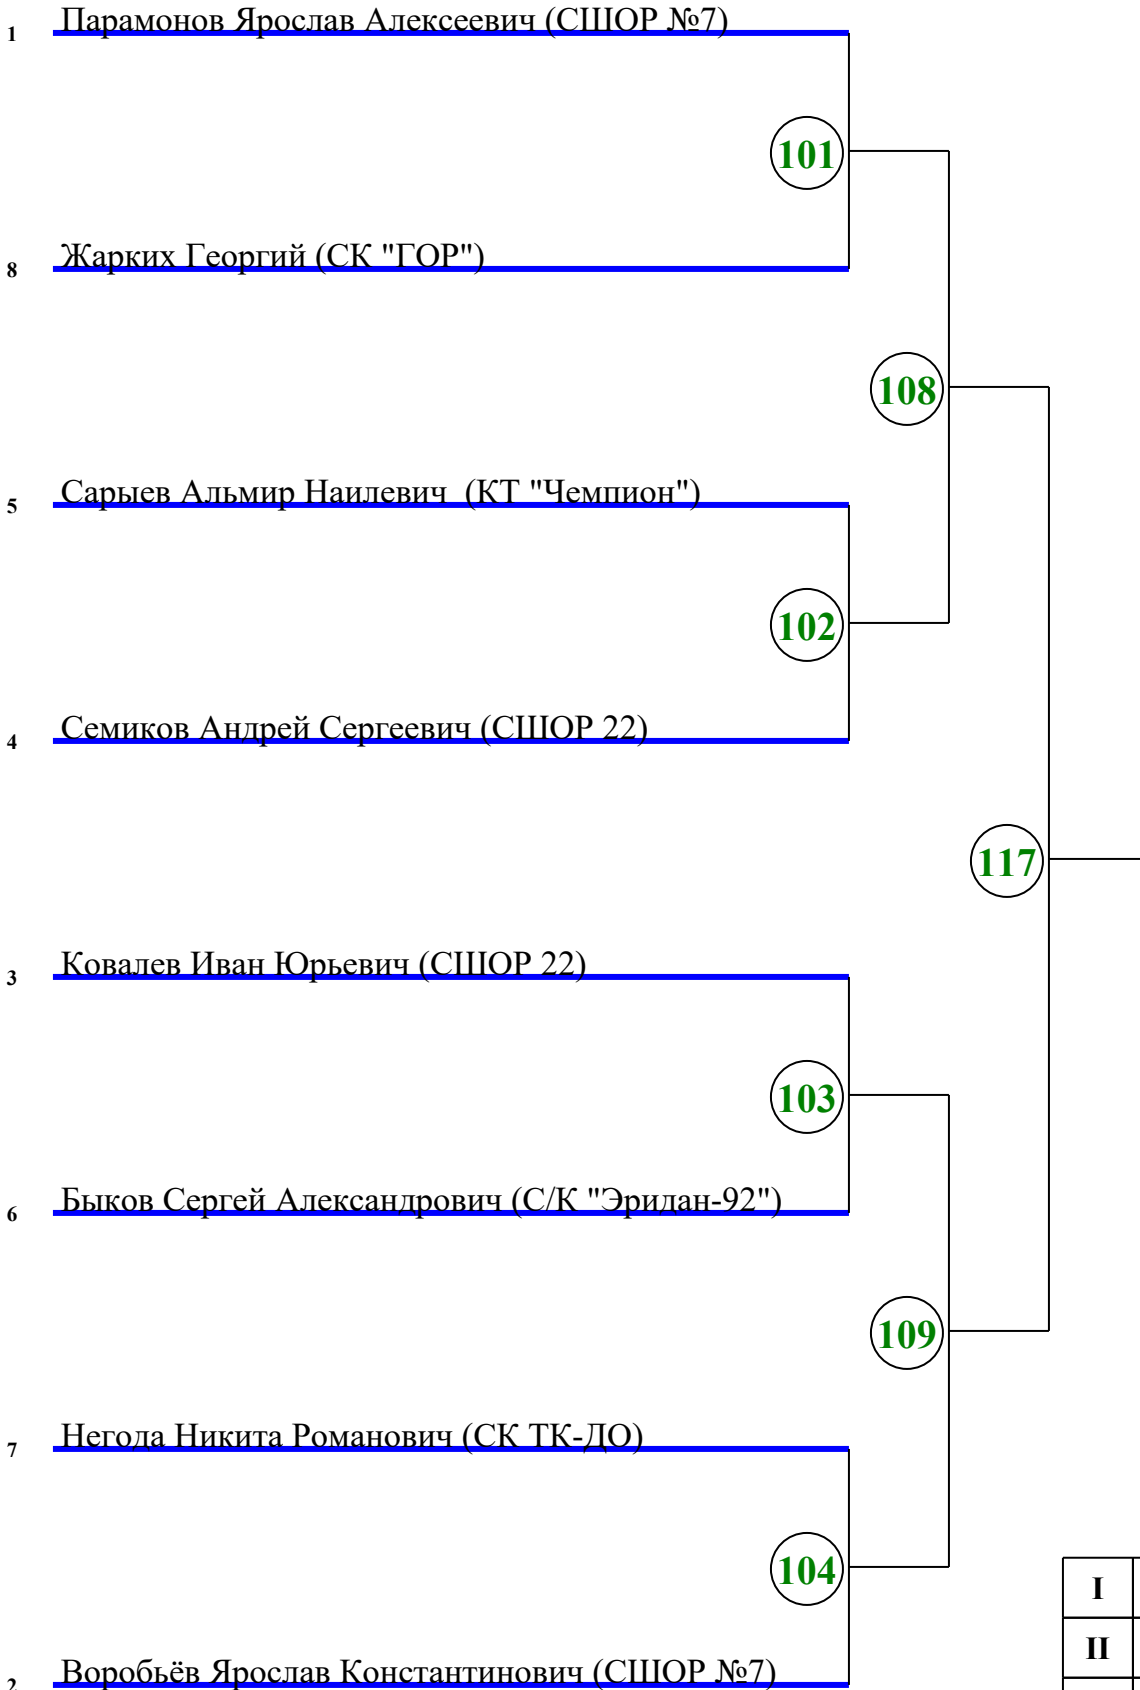 1 Парамонов Ярослав Алексеевич (СШОР №7)
101
8 Жарких Георгий (СК "ГОР")
108
5 Сарыев Альмир Наилевич (КТ "Чемпион")
102
4 Семиков Андрей Сергеевич (СШОР 22)
117
3 Ковалев Иван Юрьевич (СШОР 22)
103
6 Быков Сергей Александрович (С/К "Эридан-92")
109
7 Негода Никита Романович (СК ТК-ДО)
104
I
II
2 Воробьёв Ярослав Константинович (СШОР №7)